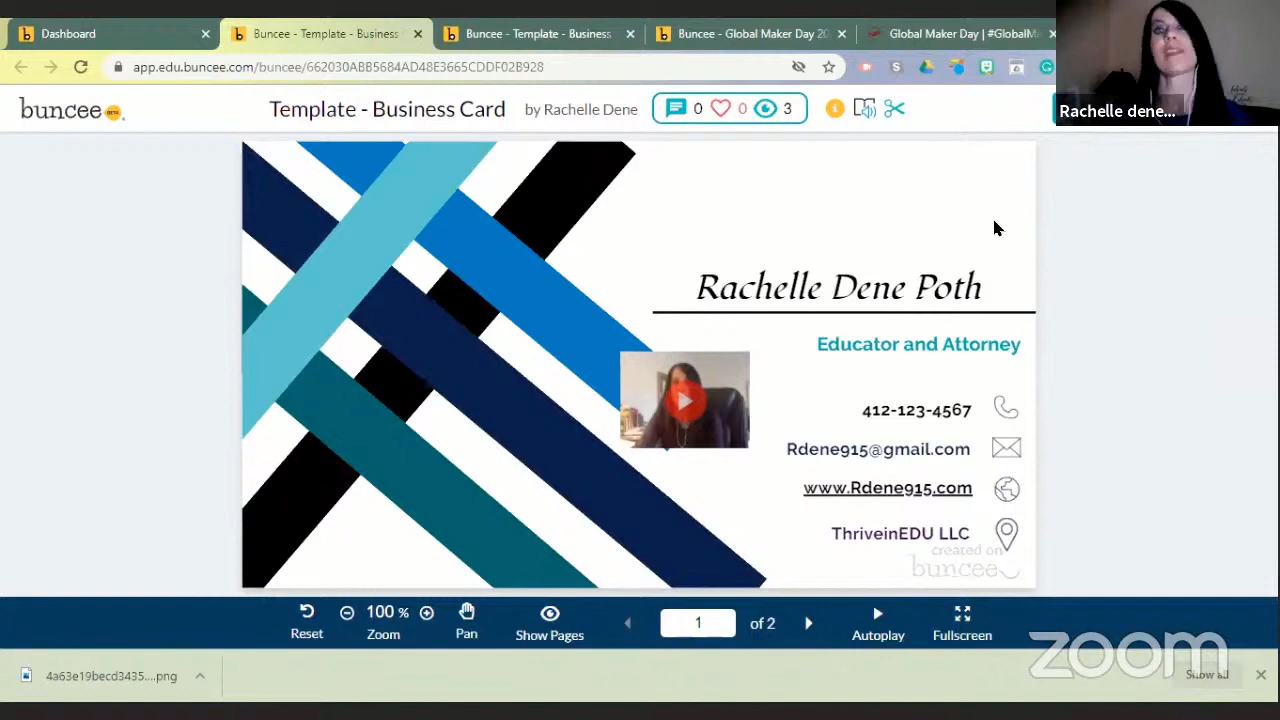 Dashboard
Buncee - Template - Business
Buncee - Template - Business
Buncee - Global Maker Day 20
Global Maker Day | #GlobalMa
app.edu.buncee.com/buncee/662030ABB5684AD48E3665CDDF02B928
buncee
Template - Business Card
by Rachelle Dene
0
0
3
Rachelle dene...
Rachelle Dene Poth
Educator and Attorney
412-123-4567
Rdene915@gmail.com
www.Rdene915.com
ThriveinEDU LLC
created on
buncee
Reset
100 %
Zoom
Pan
Show Pages
1
of 2
Autoplay
Fullscreen
zoom
4a63e19becd3435....png
Show all